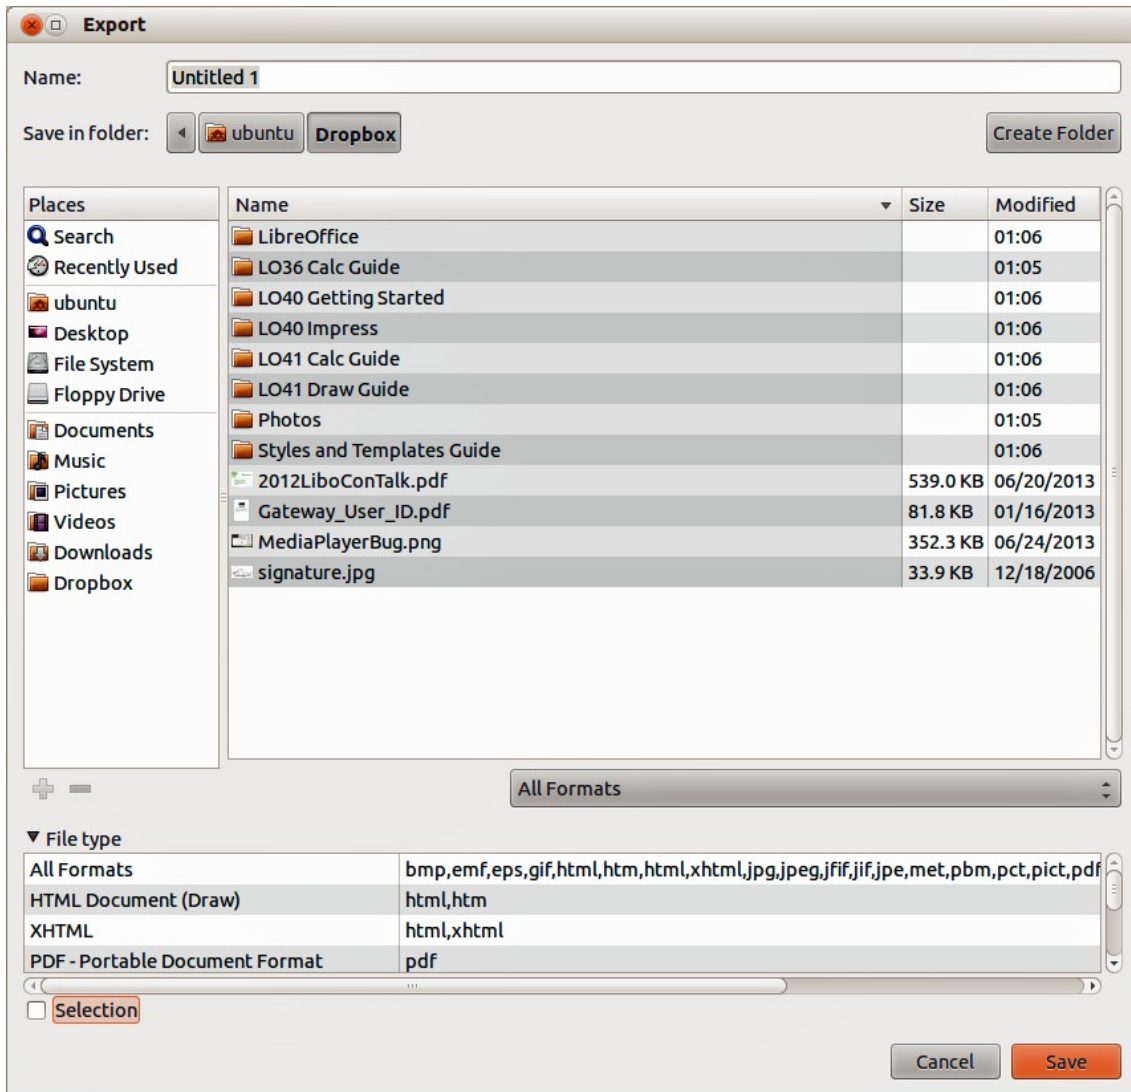 Export
Name: Untitled 1
Save in folder: ubuntu Dropbox Create Folder
Places
Search
Recently Used
ubuntu
Desktop
File System
Floppy Drive
Documents
Music
Pictures
Videos
Downloads
Dropbox
Name Size Modified
LibreOffice 01:06
LO36 Calc Guide 01:05
LO40 Getting Started 01:06
LO40 Impress 01:06
LO41 Calc Guide 01:06
LO41 Draw Guide 01:06
Photos 01:05
Styles and Templates Guide 01:06
2012LiboConTalk.pdf 539.0 KB 06/20/2013
Gateway_User_ID.pdf 81.8 KB 01/16/2013
MediaPlayerBug.png 352.3 KB 06/24/2013
signature.jpg 33.9 KB 12/18/2006
All Formats
File type
All Formats bmp,emf,eps,gif,html,htm,html,xhtml,jpg,jpeg,jfif,jif,jpe,met,pbm,pct,pict,pdf
HTML Document (Draw) html,htm
XHTML html,xhtml
PDF - Portable Document Format pdf
Selection
Cancel Save